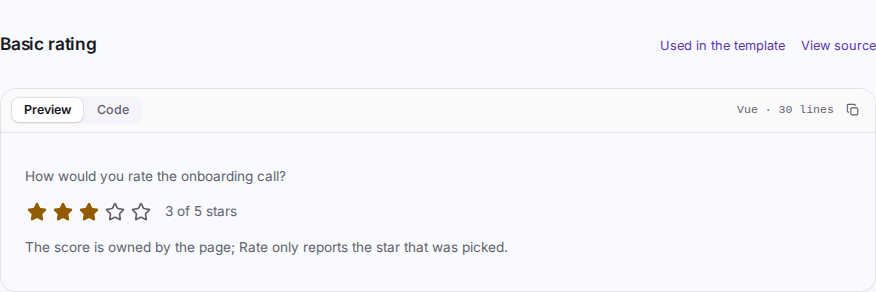 Basic rating
Used in the template View source
Preview Code Vue · 30 lines
How would you rate the onboarding call?
3 of 5 stars
The score is owned by the page; Rate only reports the star that was picked.